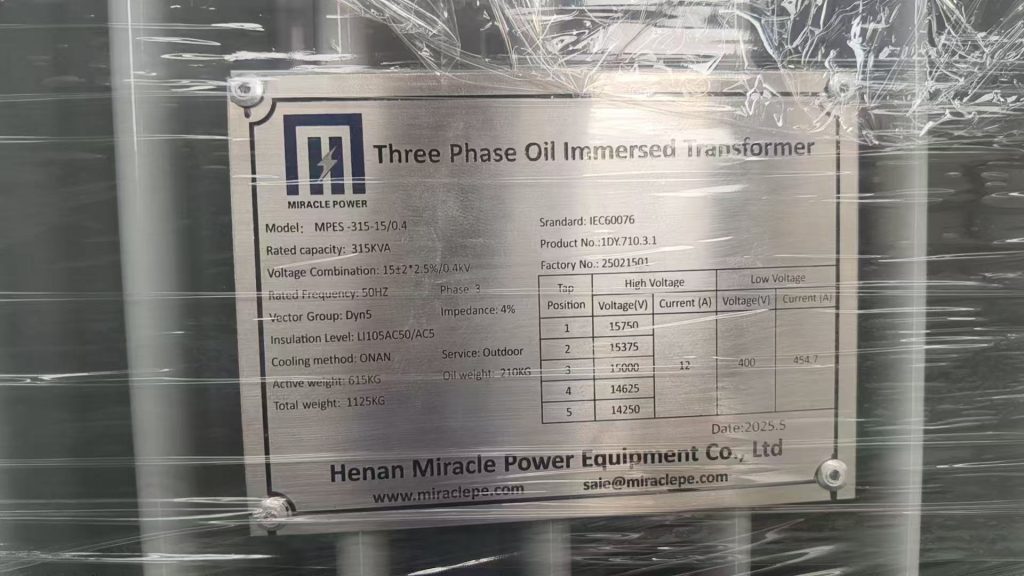 Three Phase Oil Immersed Transformer
MIRACLE POWER
Model: MPES -315-15/0.4
Rated capacity: 315KVA
Voltage Combination: 15±2*2.5%/0.4kV
Rated Frequency: 50HZ
Phase: 3
Vector Group: Dyn5
Impedance: 4%
Insulation Level: LI105AC50/AC5
Cooling method: ONAN
Service: Outdoor
Active weight: 615KG
Oil weight: 210KG
Total weight: 1125KG
Srandard: IEC60076
Product No.:1DY.710.3.1
Factory No.: 25021501
Tap Position High Voltage Low Voltage
Voltage(V) Current (A) Voltage(V) Current (A)
1 15750
2 15375
3 15000 12 400 454.7
4 14625
5 14250
Date:2025.5
Henan Miracle Power Equipment Co., Ltd
www.miraclepe.com sale@miraclepe.com